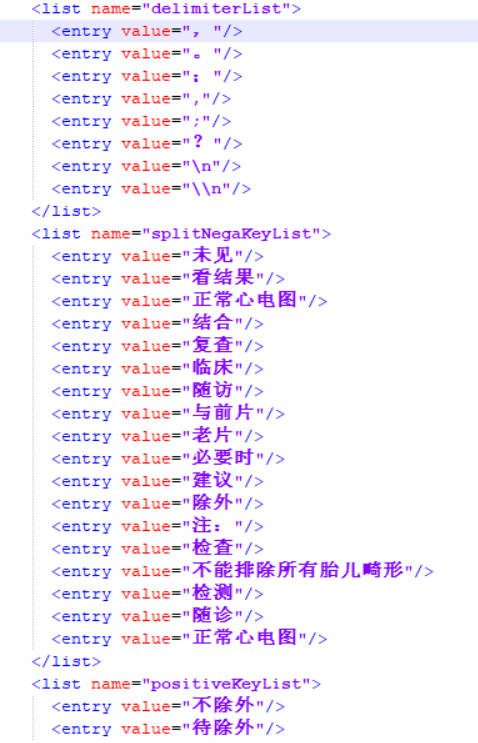 <list name="delimiterList">
<entry value="，"/>
<entry value="。"/>
<entry value="；"/>
<entry value=","/>
<entry value=";"/>
<entry value="？"/>
<entry value="\n"/>
<entry value="\\n"/>
</list>
<list name="splitNegaKeyList">
<entry value="未见"/>
<entry value="看结果"/>
<entry value="正常心电图"/>
<entry value="结合"/>
<entry value="复查"/>
<entry value="临床"/>
<entry value="随访"/>
<entry value="与前片"/>
<entry value="老片"/>
<entry value="必要时"/>
<entry value="建议"/>
<entry value="除外"/>
<entry value="注："/>
<entry value="检查"/>
<entry value="不能排除所有胎儿畸形"/>
<entry value="检测"/>
<entry value="随诊"/>
<entry value="正常心电图"/>
</list>
<list name="positiveKeyList">
<entry value="不除外"/>
<entry value="待除外"/>